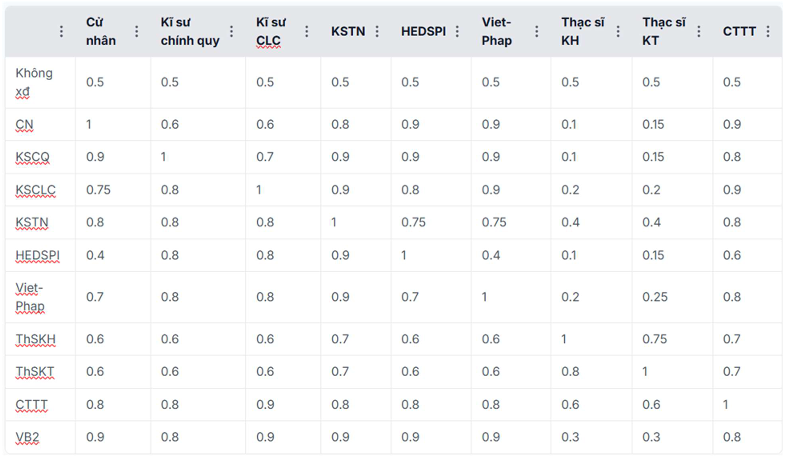 Cử nhân Kĩ sư chính quy Kĩ sư CLC KSTN HEDSPI Viet-Phap Thạc sĩ KH Thạc sĩ KT CTTT
Không xđ 0.5 0.5 0.5 0.5 0.5 0.5 0.5 0.5 0.5
CN 1 0.6 0.6 0.8 0.9 0.9 0.1 0.15 0.9
KSCQ 0.9 1 0.7 0.9 0.9 0.9 0.1 0.15 0.8
KSCLC 0.75 0.8 1 0.9 0.8 0.9 0.2 0.2 0.9
KSTN 0.8 0.8 0.8 1 0.75 0.75 0.4 0.4 0.8
HEDSPI 0.4 0.8 0.8 0.9 1 0.4 0.1 0.15 0.6
Viet-Phap 0.7 0.8 0.8 0.9 0.7 1 0.2 0.25 0.8
ThSKH 0.6 0.6 0.6 0.7 0.6 0.6 1 0.75 0.7
ThSKT 0.6 0.6 0.6 0.7 0.6 0.6 0.8 1 0.7
CTTT 0.8 0.8 0.9 0.8 0.8 0.8 0.6 0.6 1
VB2 0.9 0.8 0.9 0.9 0.9 0.9 0.3 0.3 0.8